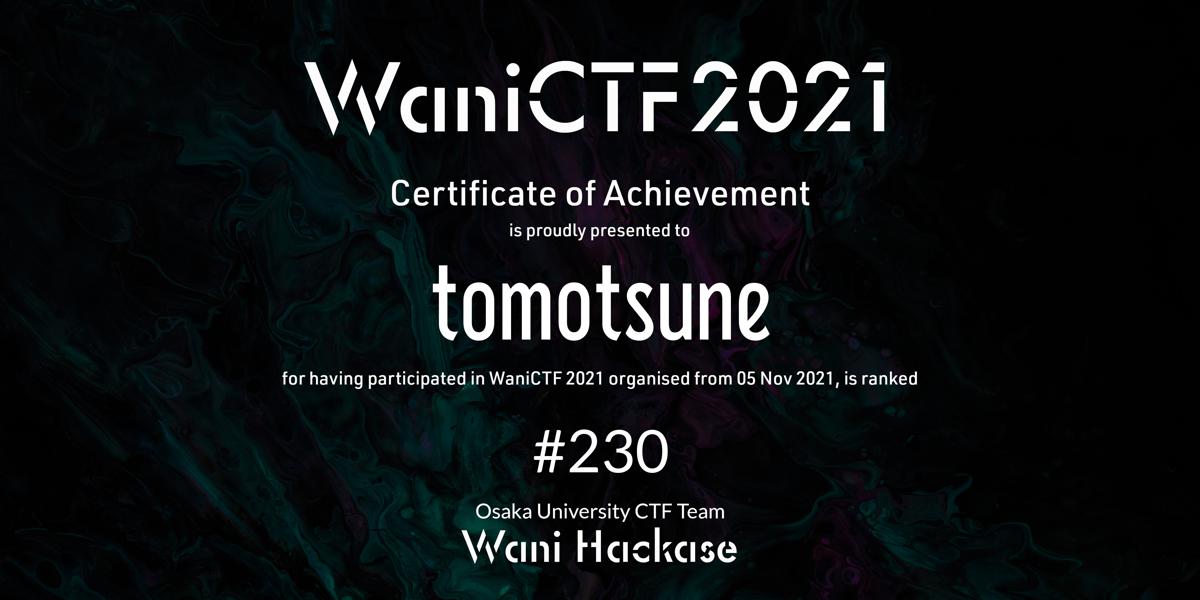 WaniCTF2021
Certificate of Achievement
is proudly presented to
tomotsune
for having participated in WaniCTF 2021 organised from 05 Nov 2021, is ranked
#230
Osaka University CTF Team
Wani Hackase